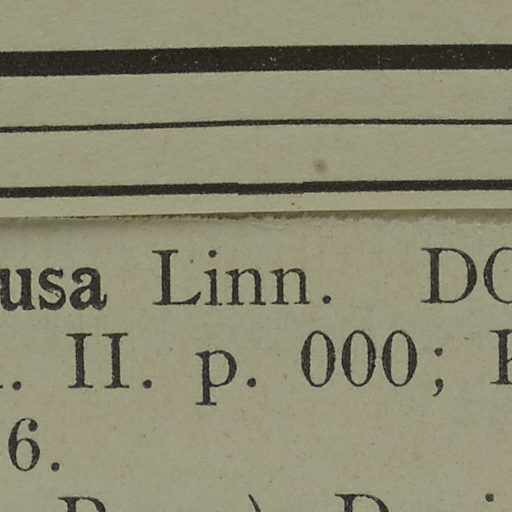 usa Linn. DC
. II. p. 000;
6.